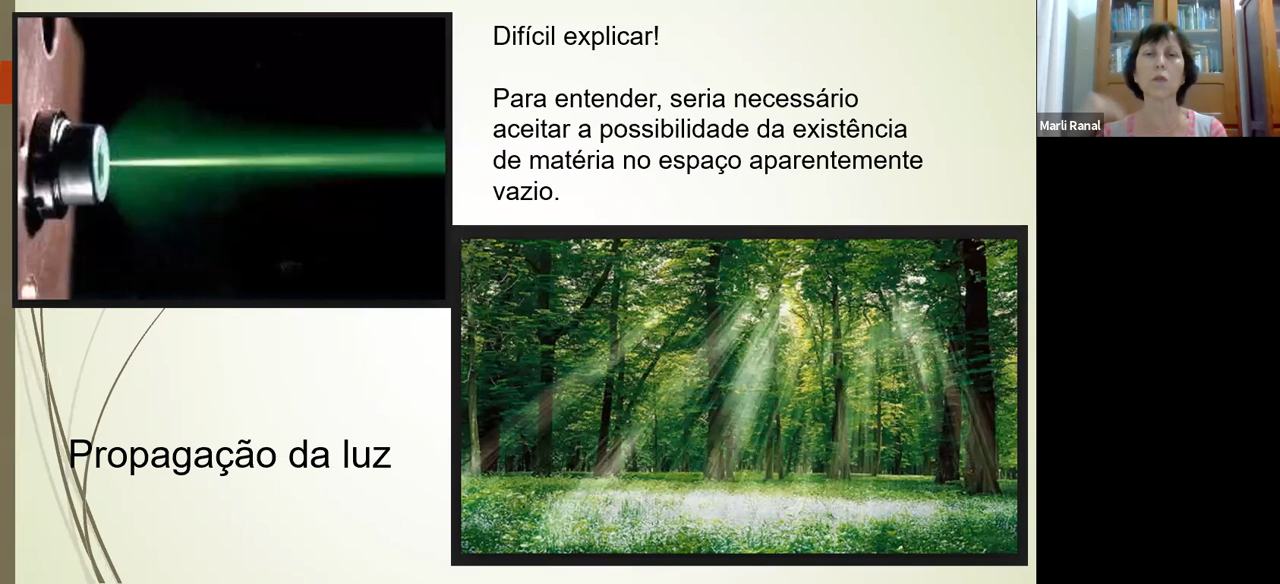 Difícil explicar!
Para entender, seria necessário
aceitar a possibilidade da existência
de matéria no espaço aparentemente
vazio.
Propagação da luz
Marli Ranal